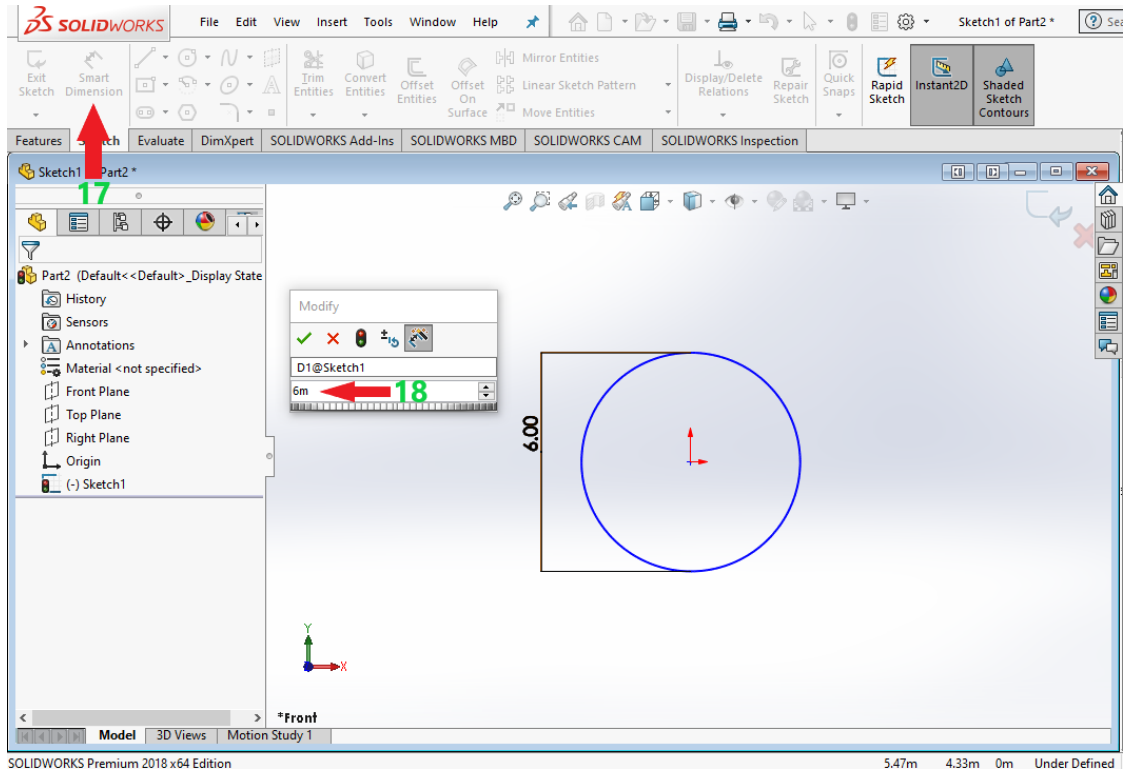 SOLIDWORKS File Edit View Insert Tools Window Help Sketch1 of Part2 * ? Sea
Exit Sketch
Smart Dimension
Trim Entities
Convert Entities
Offset Entities
Offset On Surface
Mirror Entities
Linear Sketch Pattern
Move Entities
Display/Delete Relations
Repair Sketch
Quick Snaps
Rapid Sketch
Instant2D
Shaded Sketch Contours
Features Sketch Evaluate DimXpert SOLIDWORKS Add-Ins SOLIDWORKS MBD SOLIDWORKS CAM SOLIDWORKS Inspection
Sketch1 Part2 *
17
Part2 (Default<<Default>_Display State
History
Sensors
Annotations
Material <not specified>
Front Plane
Top Plane
Right Plane
Origin
(-) Sketch1
Modify
D1@Sketch1
6m 18
6.00
Y
X
*Front
Model 3D Views Motion Study 1
SOLIDWORKS Premium 2018 x64 Edition 5.47m 4.33m 0m Under Defined